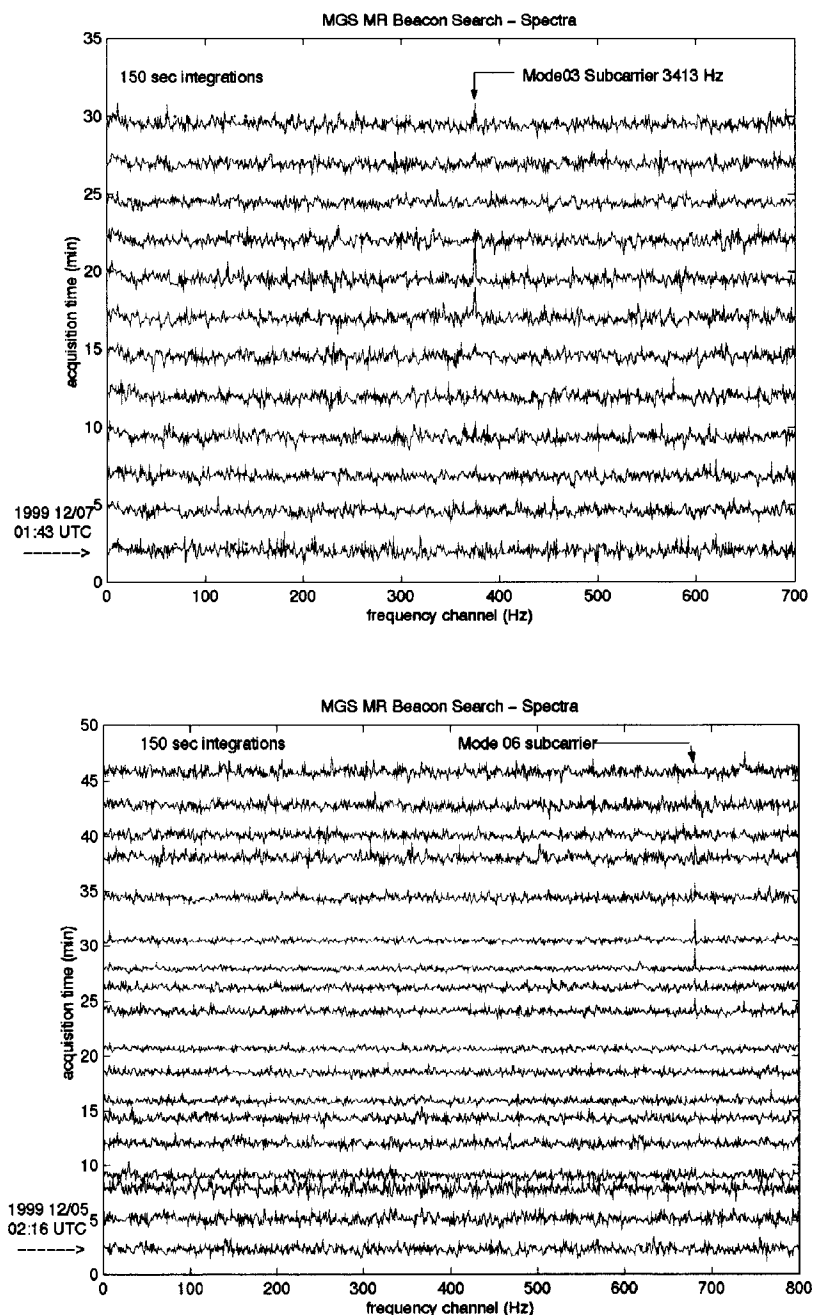 MGS MR Beacon Search – Spectra
35
150 sec integrations
Mode03 Subcarrier 3413 Hz
30
25
20
15
10
5
0
acquisition time (min)
1999 12/07
01:43 UTC
------>
0 100 200 300 400 500 600 700
frequency channel (Hz)
MGS MR Beacon Search – Spectra
50
150 sec integrations
Mode 06 subcarrier
45
40
35
30
25
20
15
10
5
0
acquisition time (min)
1999 12/05
02:16 UTC
------>
0 100 200 300 400 500 600 700 800
frequency channel (Hz)